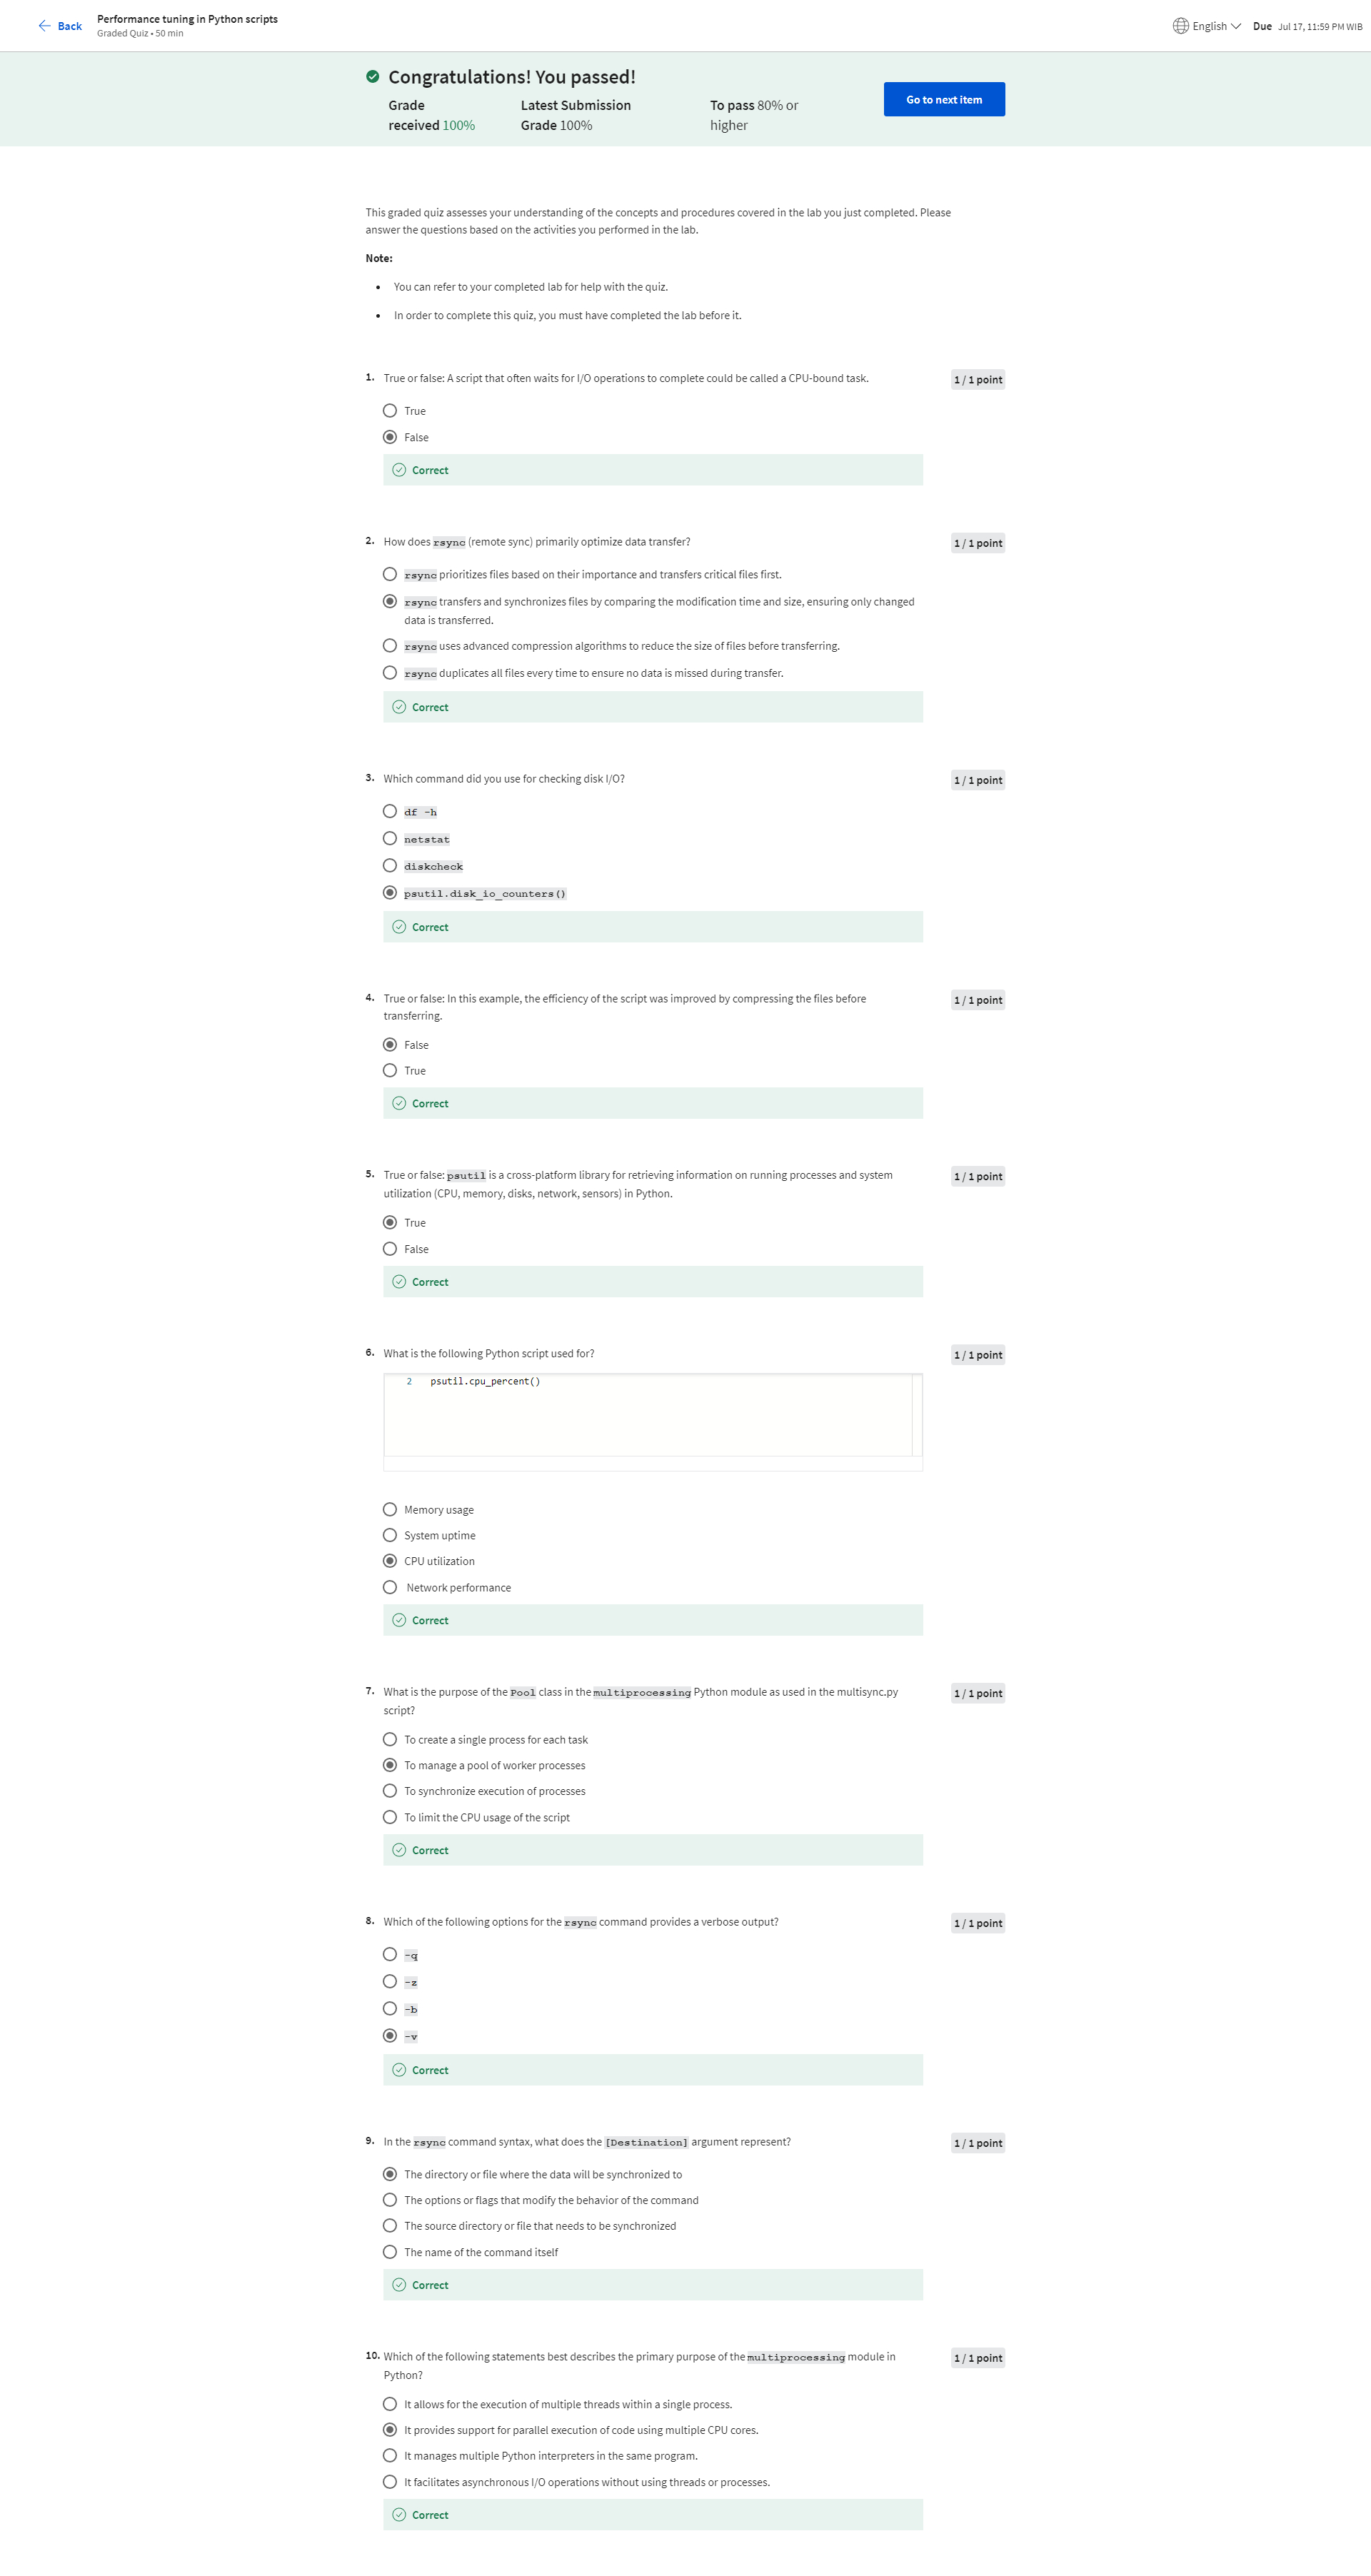 Back
Performance tuning in Python scripts
Graded Quiz • 50 min
English
Due Jul 17, 11:59 PM WIB
Congratulations! You passed!
Grade
received 100%
Latest Submission
Grade 100%
To pass 80% or
higher
Go to next item
This graded quiz assesses your understanding of the concepts and procedures covered in the lab you just completed. Please
answer the questions based on the activities you performed in the lab.
Note:
• You can refer to your completed lab for help with the quiz.
• In order to complete this quiz, you must have completed the lab before it.
1. True or false: A script that often waits for I/O operations to complete could be called a CPU-bound task.
1 / 1 point
True
False
Correct
2. How does rsync (remote sync) primarily optimize data transfer?
1 / 1 point
rsync prioritizes files based on their importance and transfers critical files first.
rsync transfers and synchronizes files by comparing the modification time and size, ensuring only changed
data is transferred.
rsync uses advanced compression algorithms to reduce the size of files before transferring.
rsync duplicates all files every time to ensure no data is missed during transfer.
Correct
3. Which command did you use for checking disk I/O?
1 / 1 point
df -h
netstat
diskcheck
psutil.disk_io_counters()
Correct
4. True or false: In this example, the efficiency of the script was improved by compressing the files before
transferring.
1 / 1 point
False
True
Correct
5. True or false: psutil is a cross-platform library for retrieving information on running processes and system
utilization (CPU, memory, disks, network, sensors) in Python.
1 / 1 point
True
False
Correct
6. What is the following Python script used for?
1 / 1 point
2 psutil.cpu_percent()
Memory usage
System uptime
CPU utilization
Network performance
Correct
7. What is the purpose of the Pool class in the multiprocessing Python module as used in the multisync.py
script?
1 / 1 point
To create a single process for each task
To manage a pool of worker processes
To synchronize execution of processes
To limit the CPU usage of the script
Correct
8. Which of the following options for the rsync command provides a verbose output?
1 / 1 point
-q
-z
-b
-v
Correct
9. In the rsync command syntax, what does the [Destination] argument represent?
1 / 1 point
The directory or file where the data will be synchronized to
The options or flags that modify the behavior of the command
The source directory or file that needs to be synchronized
The name of the command itself
Correct
10. Which of the following statements best describes the primary purpose of the multiprocessing module in
Python?
1 / 1 point
It allows for the execution of multiple threads within a single process.
It provides support for parallel execution of code using multiple CPU cores.
It manages multiple Python interpreters in the same program.
It facilitates asynchronous I/O operations without using threads or processes.
Correct